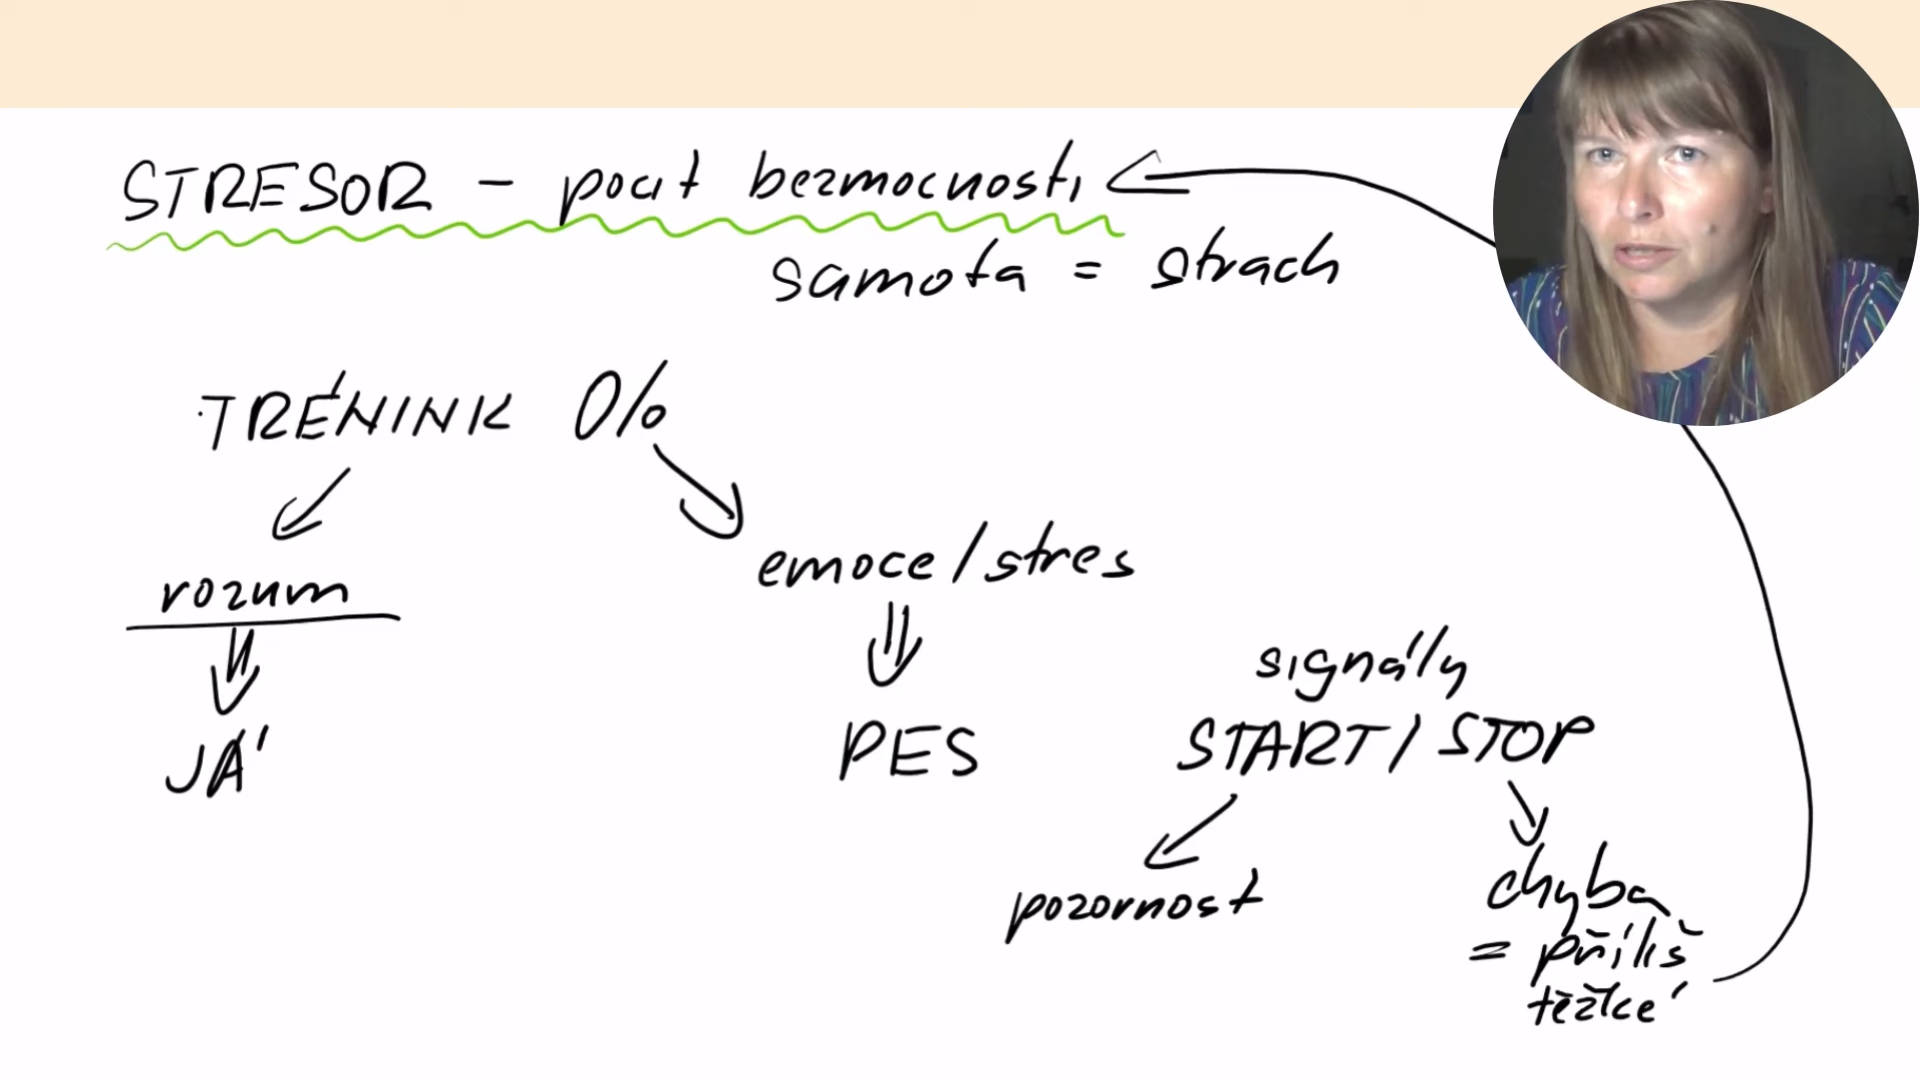 STRESOR - pocit bezmocnosti
samota = strach
TRÉNINK 0%
rozum
emoce/stres
JÁ
PES
signály
START/STOP
pozornost
chyba
= příliš
těžké